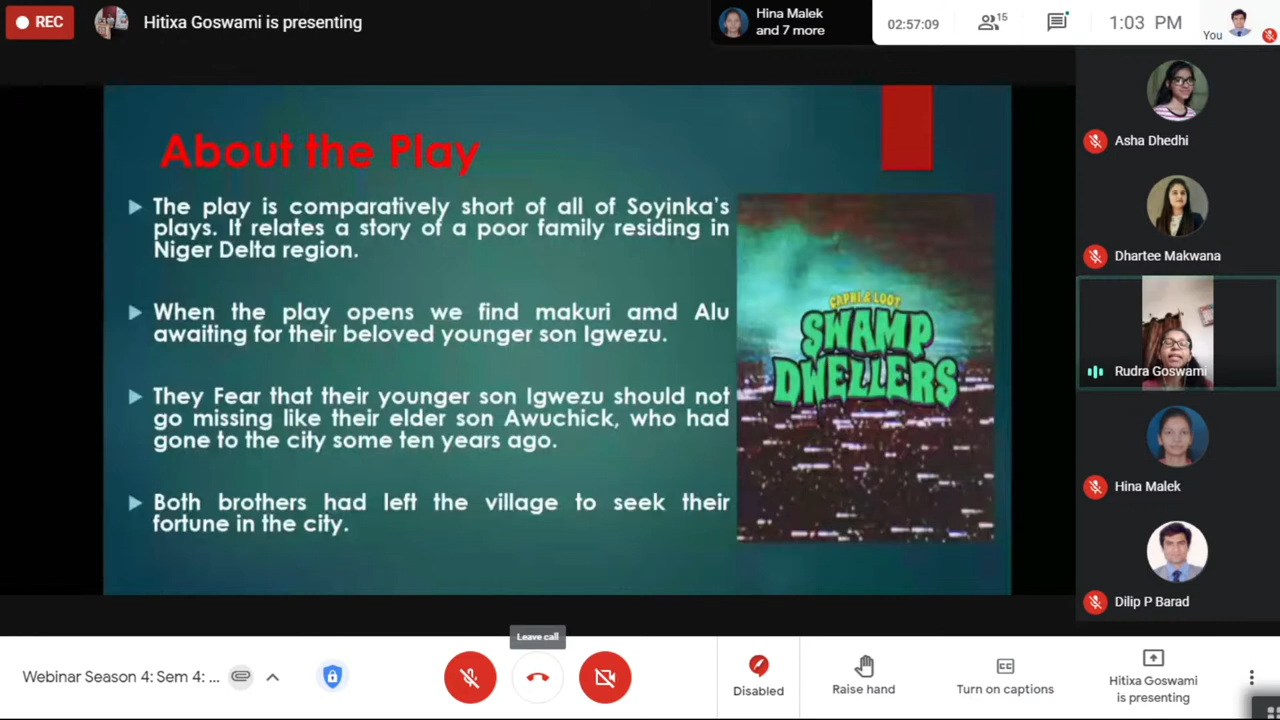 REC
Hitixa Goswami is presenting
Hina Malek
and 7 more
02:57:09
15
1:03 PM
You
About the Play
The play is comparatively short of all of Soyinka's
plays. It relates a story of a poor family residing in
Niger Delta region.
When the play opens we find makuri amd Alu
awaiting for their beloved younger son Igwezu.
They Fear that their younger son Igwezu should not
go missing like their elder son Awuchick, who had
gone to the city some ten years ago.
Both brothers had left the village to seek their
fortune in the city.
CAPRI & LOOT
SWAMP
DWELLERS
Asha Dhedhi
Dhartee Makwana
Rudra Goswami
Hina Malek
Dilip P Barad
Leave call
Webinar Season 4: Sem 4: ...
Disabled
Raise hand
CC
Turn on captions
Hitixa Goswami
is presenting